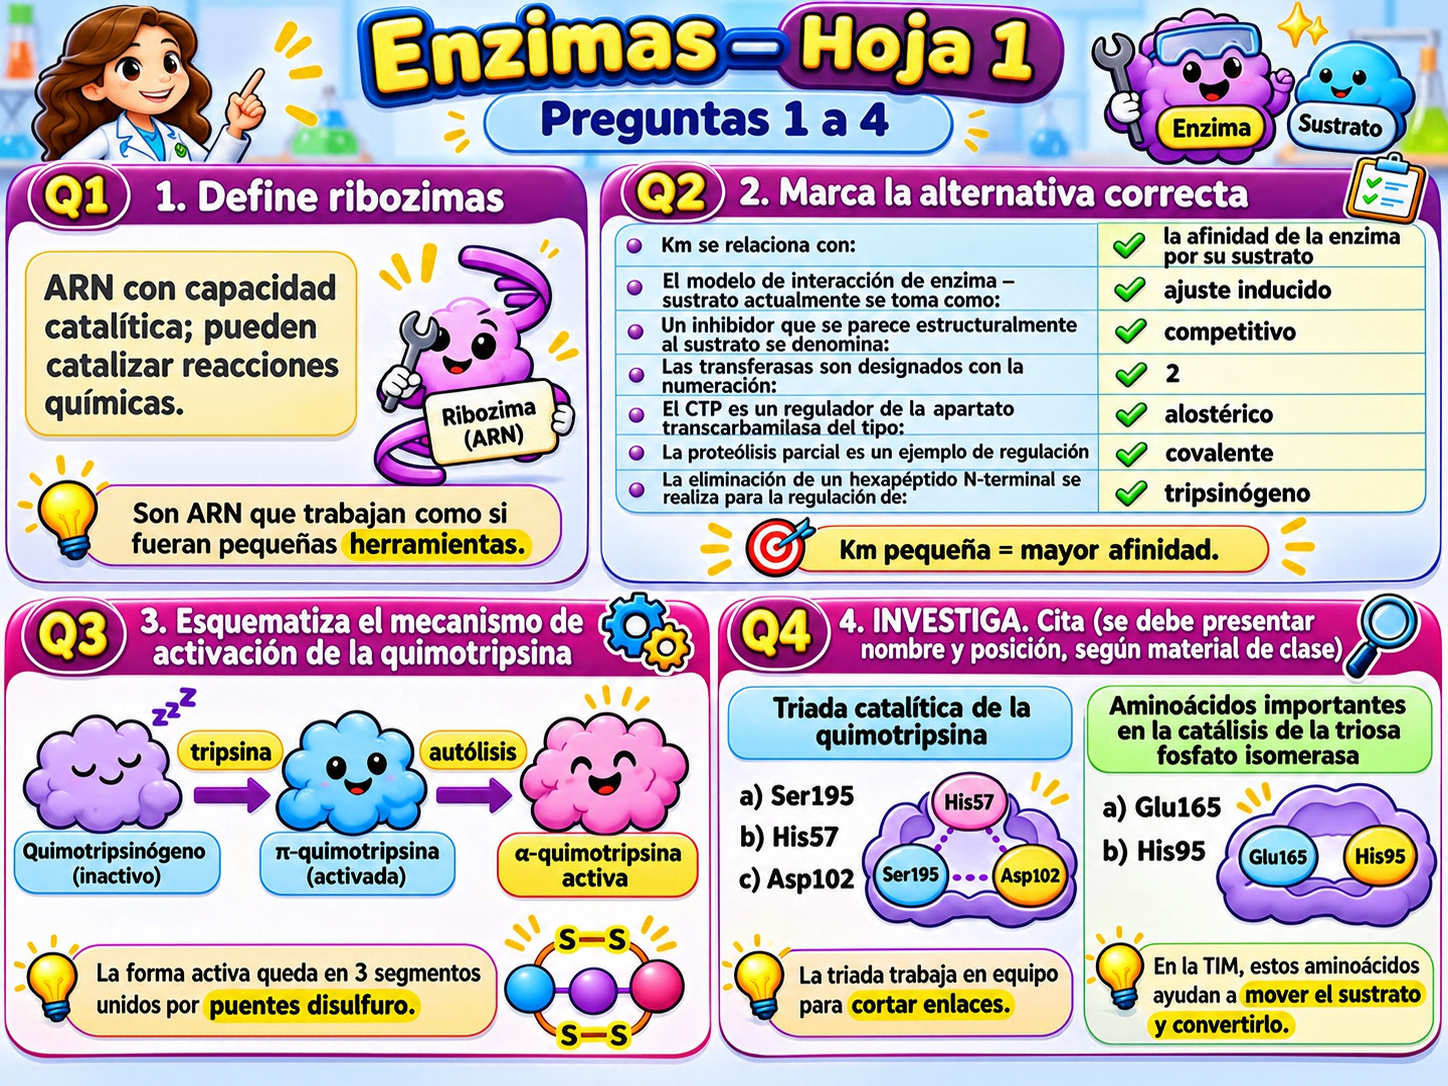 Enzimas – Hoja 1
Preguntas 1 a 4
Enzima
Sustrato
Q1
1. Define ribozimas
ARN con capacidad
catalítica; pueden
catalizar reacciones
químicas.
Ribozima
(ARN)
Son ARN que trabajan como si
fueran pequeñas herramientas.
Q2
2. Marca la alternativa correcta
Km se relaciona con:
la afinidad de la enzima
por su sustrato
El modelo de interacción de enzima –
sustrato actualmente se toma como:
ajuste inducido
Un inhibidor que se parece estructuralmente
al sustrato se denomina:
competitivo
Las transferasas son designados con la
numeración:
2
El CTP es un regulador de la apartato
transcarbamilasa del tipo:
alostérico
La proteólisis parcial es un ejemplo de regulación
covalente
La eliminación de un hexapéptido N-terminal se
realiza para la regulación de:
tripsinógeno
Km pequeña = mayor afinidad.
Q3
3. Esquematiza el mecanismo de
activación de la quimotripsina
zzz
tripsina
autólisis
Quimotripsinógeno
(inactivo)
π-quimotripsina
(activada)
α-quimotripsina
activa
La forma activa queda en 3 segmentos
unidos por puentes disulfuro.
S–S
S–S
Q4
4. INVESTIGA. Cita (se debe presentar
nombre y posición, según material de clase)
Triada catalítica de la
quimotripsina
a) Ser195
b) His57
c) Asp102
His57
Ser195
Asp102
La triada trabaja en equipo
para cortar enlaces.
Aminoácidos importantes
en la catálisis de la triosa
fosfato isomerasa
a) Glu165
b) His95
Glu165
His95
En la TIM, estos aminoácidos
ayudan a mover el sustrato
y convertirlo.